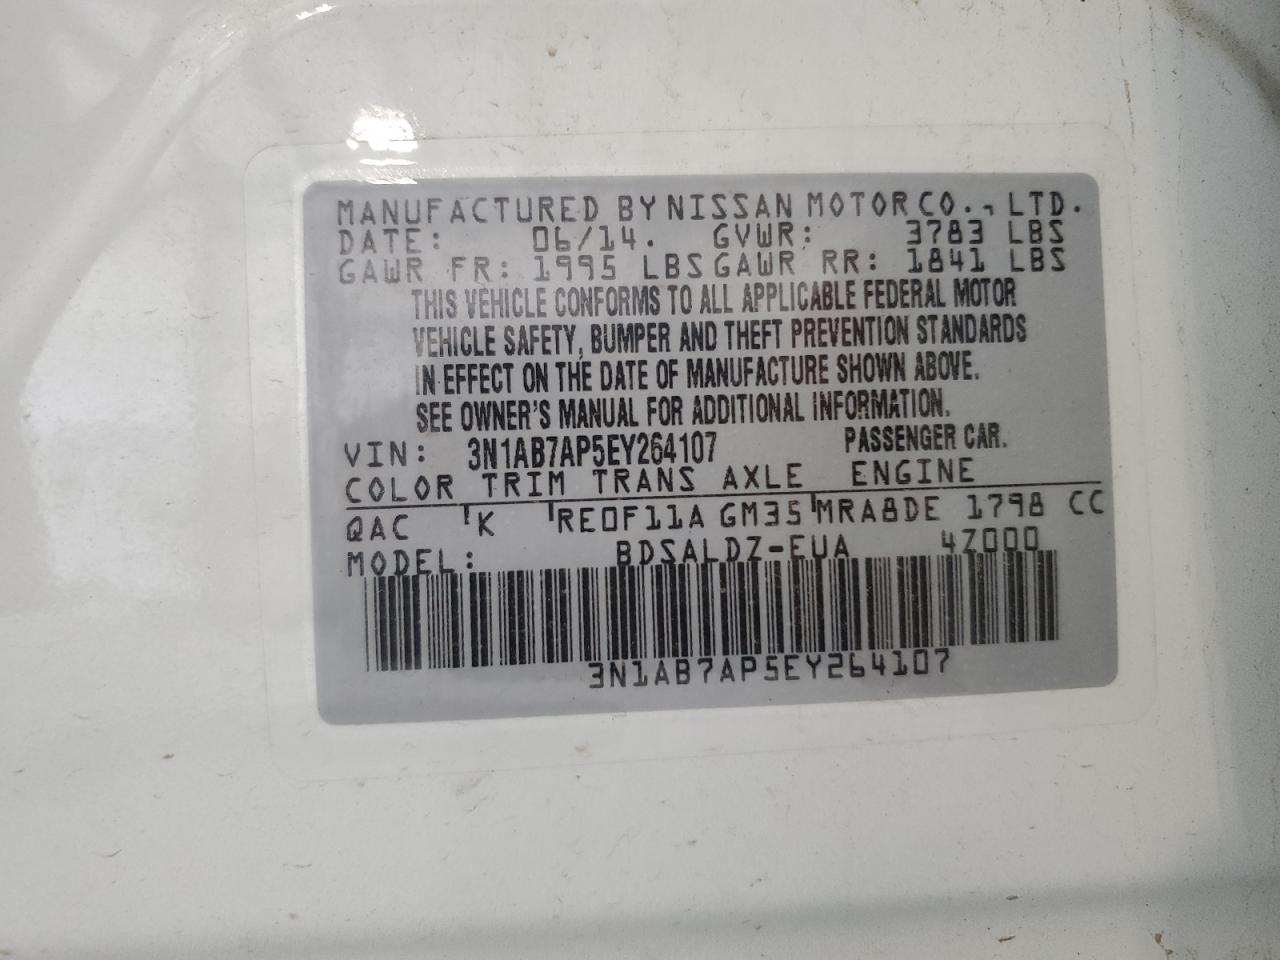 MANUFACTURED BY NISSAN MOTOR CO., LTD.
DATE: 06/14. GVWR: 3783 LBS
GAWR FR: 1995 LBS GAWR RR: 1841 LBS
THIS VEHICLE CONFORMS TO ALL APPLICABLE FEDERAL MOTOR
VEHICLE SAFETY, BUMPER AND THEFT PREVENTION STANDARDS
IN EFFECT ON THE DATE OF MANUFACTURE SHOWN ABOVE.
SEE OWNER'S MANUAL FOR ADDITIONAL INFORMATION.
VIN: 3N1AB7AP5EY264107 PASSENGER CAR.
COLOR TRIM TRANS AXLE ENGINE
QAC K RE0F11A GM35 MRA8DE 1798 CC
MODEL: BDSALDZ-EUA 4Z000
3N1AB7AP5EY264107